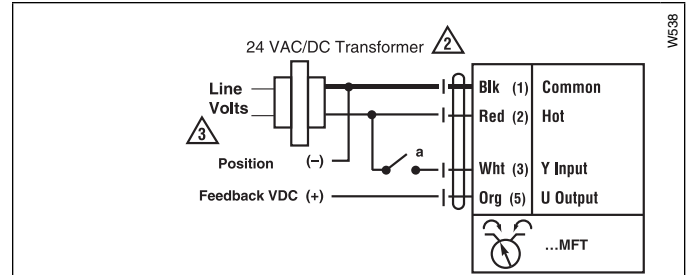 W538
24 VAC/DC Transformer 2
Line
Volts
3
Blk (1) Common
Red (2) Hot
a
Position (–)
Wht (3) Y Input
Feedback VDC (+)
Org (5) U Output
...MFT